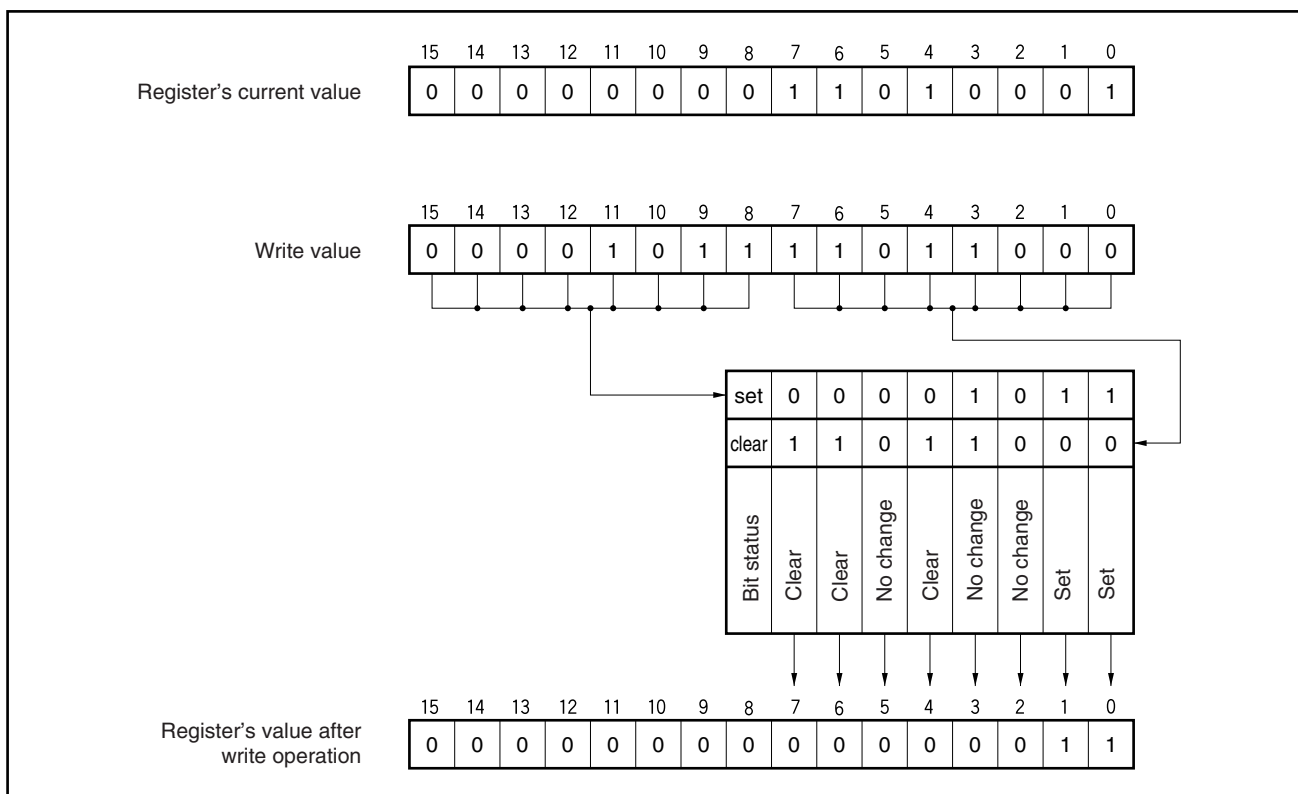 15 14 13 12 11 10 9 8 7 6 5 4 3 2 1 0
Register's current value 0 0 0 0 0 0 0 0 1 1 0 1 0 0 0 1
15 14 13 12 11 10 9 8 7 6 5 4 3 2 1 0
Write value 0 0 0 0 1 0 1 1 1 1 0 1 1 0 0 0
set 0 0 0 0 1 0 1 1
clear 1 1 0 1 1 0 0 0
Bit status Clear Clear No change Clear No change No change Set Set
15 14 13 12 11 10 9 8 7 6 5 4 3 2 1 0
Register's value after
write operation 0 0 0 0 0 0 0 0 0 0 0 0 0 0 1 1